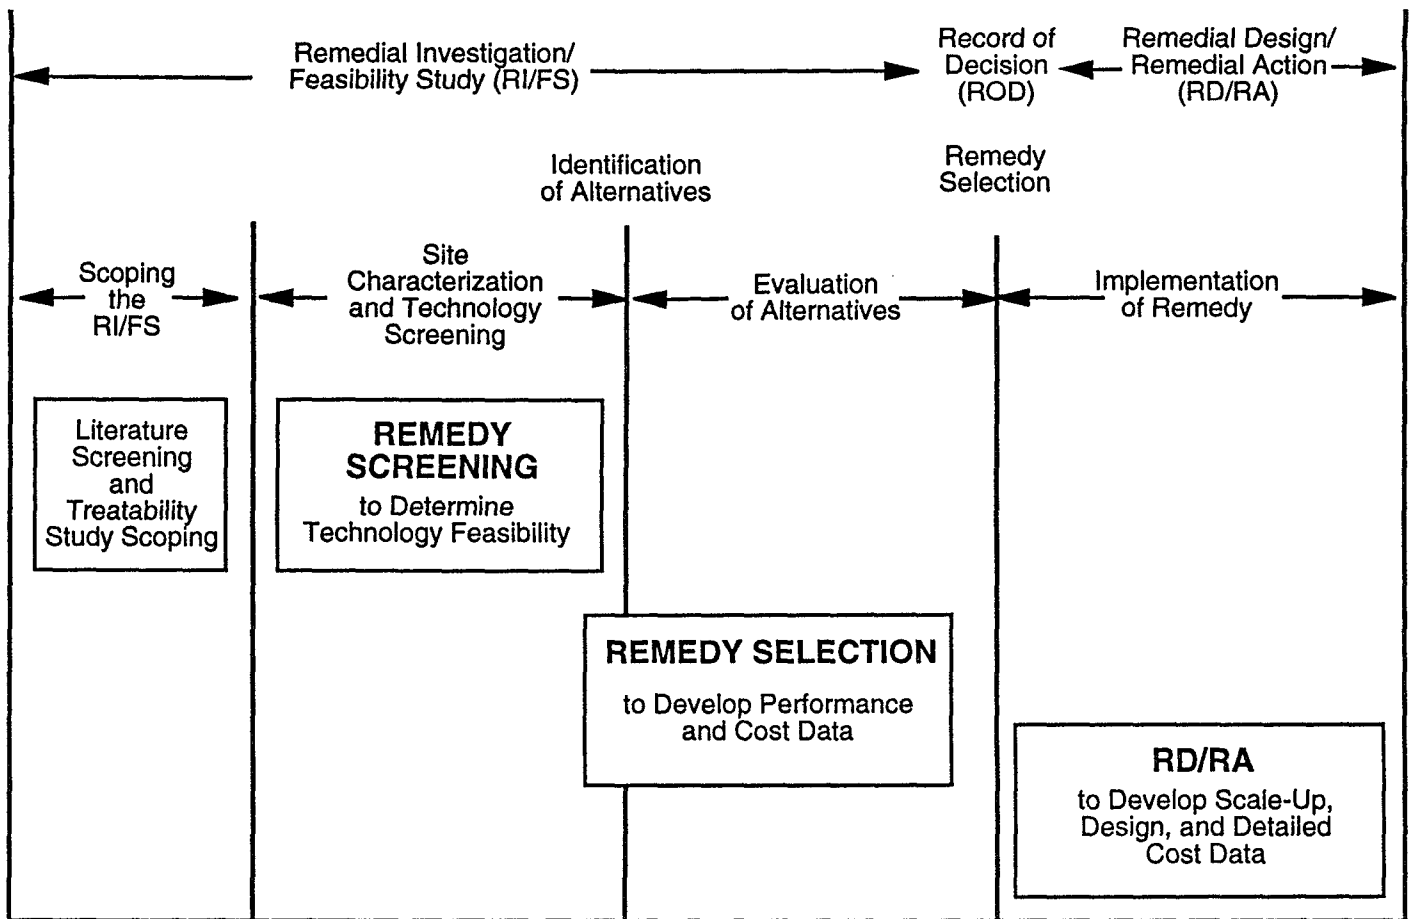 Remedial Investigation/
Feasibility Study (RI/FS)
Record of
Decision
(ROD)
Remedial Design/
Remedial Action
(RD/RA)
Identification
of Alternatives
Remedy
Selection
Scoping
the
RI/FS
Site
Characterization
and Technology
Screening
Evaluation
of Alternatives
Implementation
of Remedy
Literature
Screening
and
Treatability
Study Scoping
REMEDY
SCREENING
to Determine
Technology Feasibility
REMEDY SELECTION
to Develop Performance
and Cost Data
RD/RA
to Develop Scale-Up,
Design, and Detailed
Cost Data